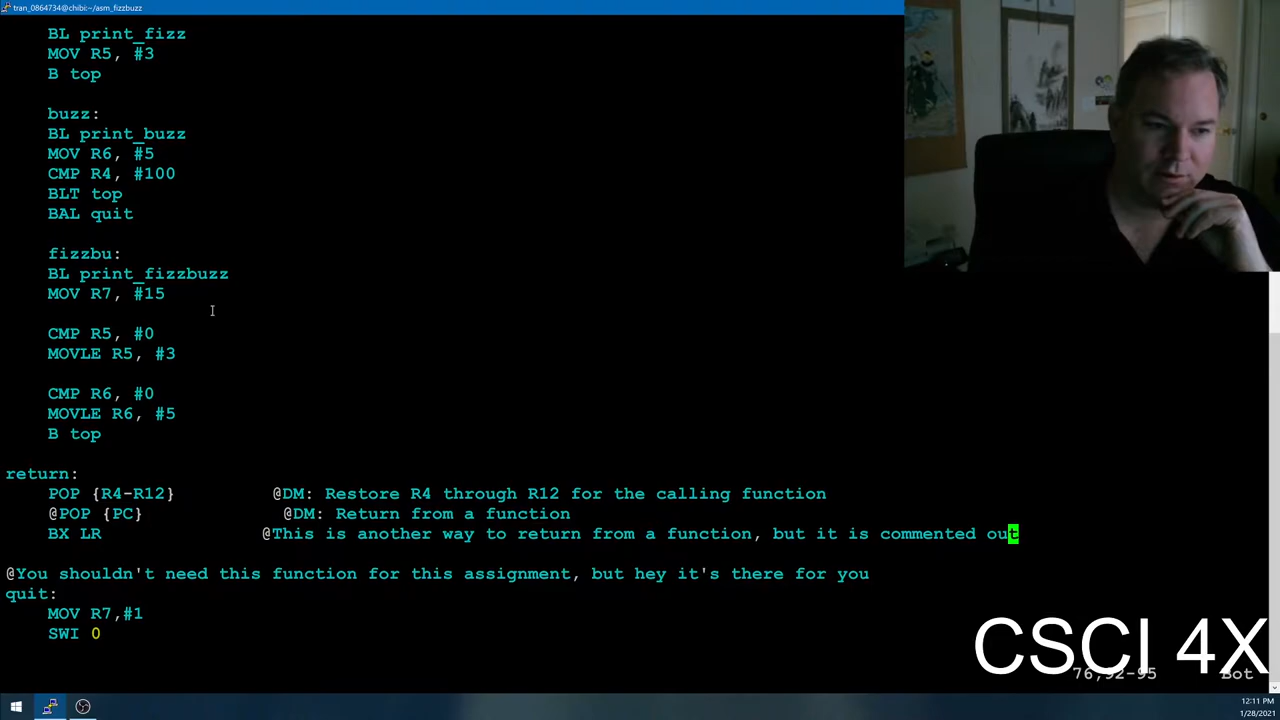 tran_0864734@chibi:~/asm_fizzbuzz
BL print_fizz
MOV R5, #3
B top
buzz:
BL print_buzz
MOV R6, #5
CMP R4, #100
BLT top
BAL quit
fizzbu:
BL print_fizzbuzz
MOV R7, #15
CMP R5, #0
MOVLE R5, #3
CMP R6, #0
MOVLE R6, #5
B top
return:
POP {R4-R12} @DM: Restore R4 through R12 for the calling function
@POP {PC} @DM: Return from a function
BX LR @This is another way to return from a function, but it is commented out
@You shouldn't need this function for this assignment, but hey it's there for you
quit:
MOV R7,#1
SWI 0
CSCI 4X
76,92-95 Bot
12:11 PM
1/28/2021